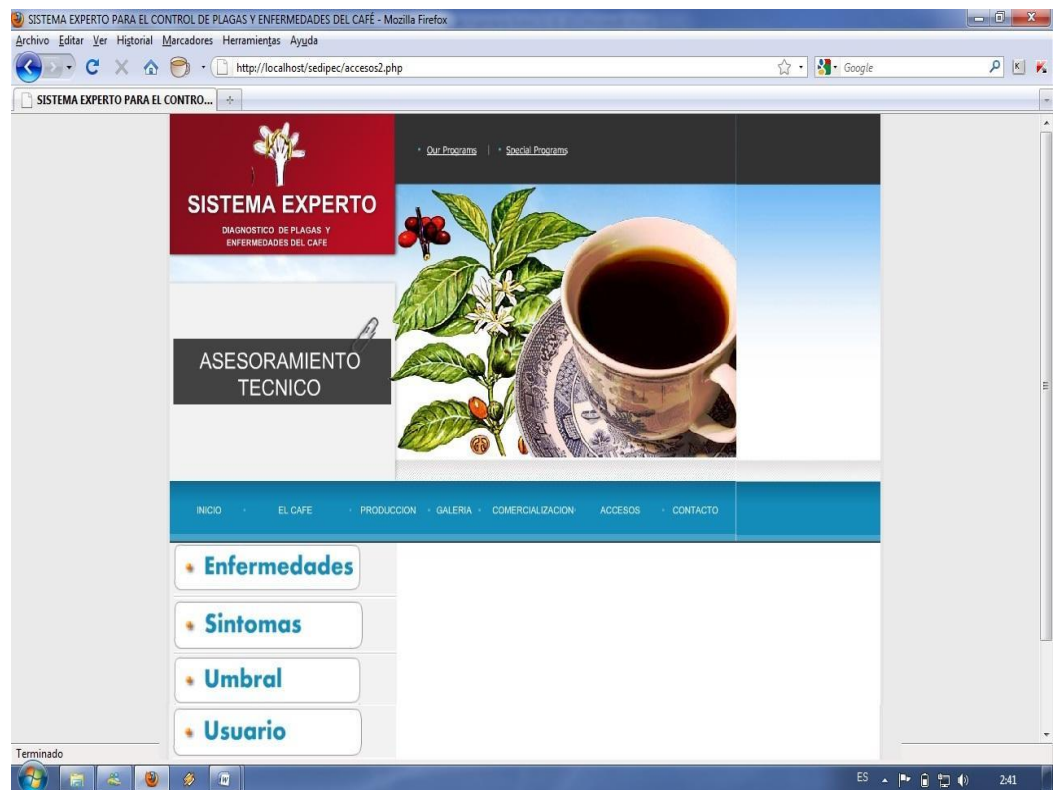 SISTEMA EXPERTO PARA EL CONTROL DE PLAGAS Y ENFERMEDADES DEL CAFÉ - Mozilla Firefox
Archivo Editar Ver Historial Marcadores Herramientas Ayuda
http://localhost/sedipec/accesos2.php
Google
SISTEMA EXPERTO PARA EL CONTRO...
Our Programs
Special Programs
SISTEMA EXPERTO
DIAGNOSTICO DE PLAGAS Y
ENFERMEDADES DEL CAFE
ASESORAMIENTO
TECNICO
INICIO EL CAFE PRODUCCION GALERIA COMERCIALIZACION ACCESOS CONTACTO
Enfermedades
Sintomas
Umbral
Usuario
Terminado
ES 2:41